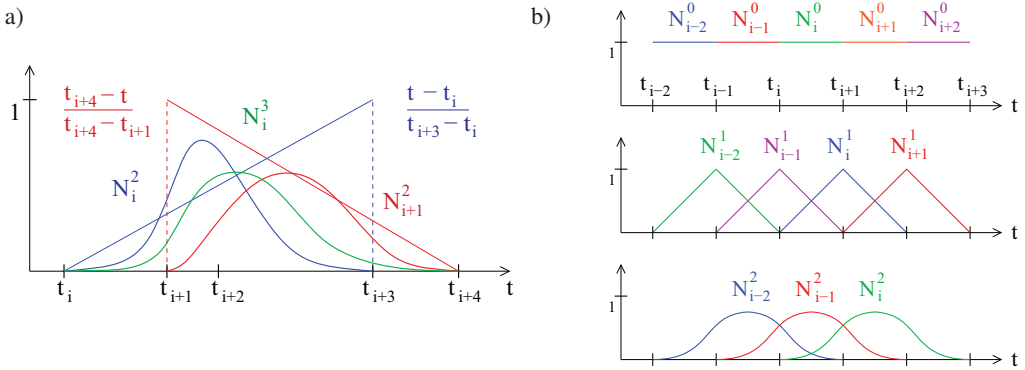 a)
1
t_{i+4} − t
t_{i+4} − t_{i+1}
N_i^3
t − t_i
t_{i+3} − t_i
N_i^2
N_{i+1}^2
t_i t_{i+1} t_{i+2} t_{i+3} t_{i+4} t
b)
N_{i−2}^0 N_{i−1}^0 N_i^0 N_{i+1}^0 N_{i+2}^0
1
t_{i−2} t_{i−1} t_i t_{i+1} t_{i+2} t_{i+3} t
N_{i−2}^1 N_{i−1}^1 N_i^1 N_{i+1}^1
1
t
N_{i−2}^2 N_{i−1}^2 N_i^2
1
t